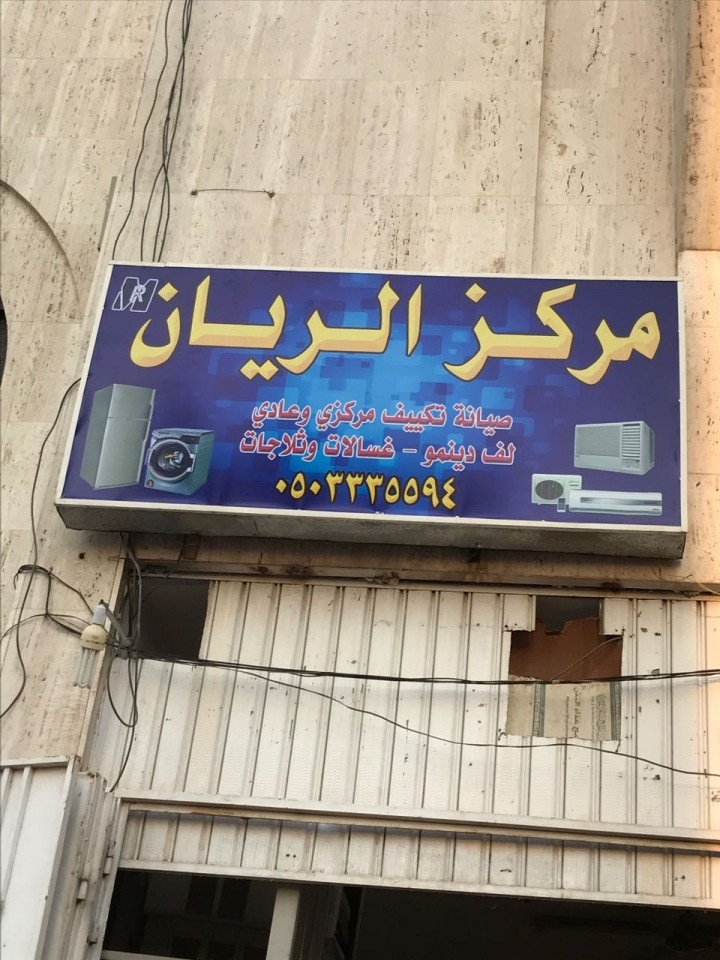 مركز الريان
صيانة تكييف مركزي وعادي
لف دينمو - غسالات وثلاجات
٠٥٠٣٣٣٥٥٩٤